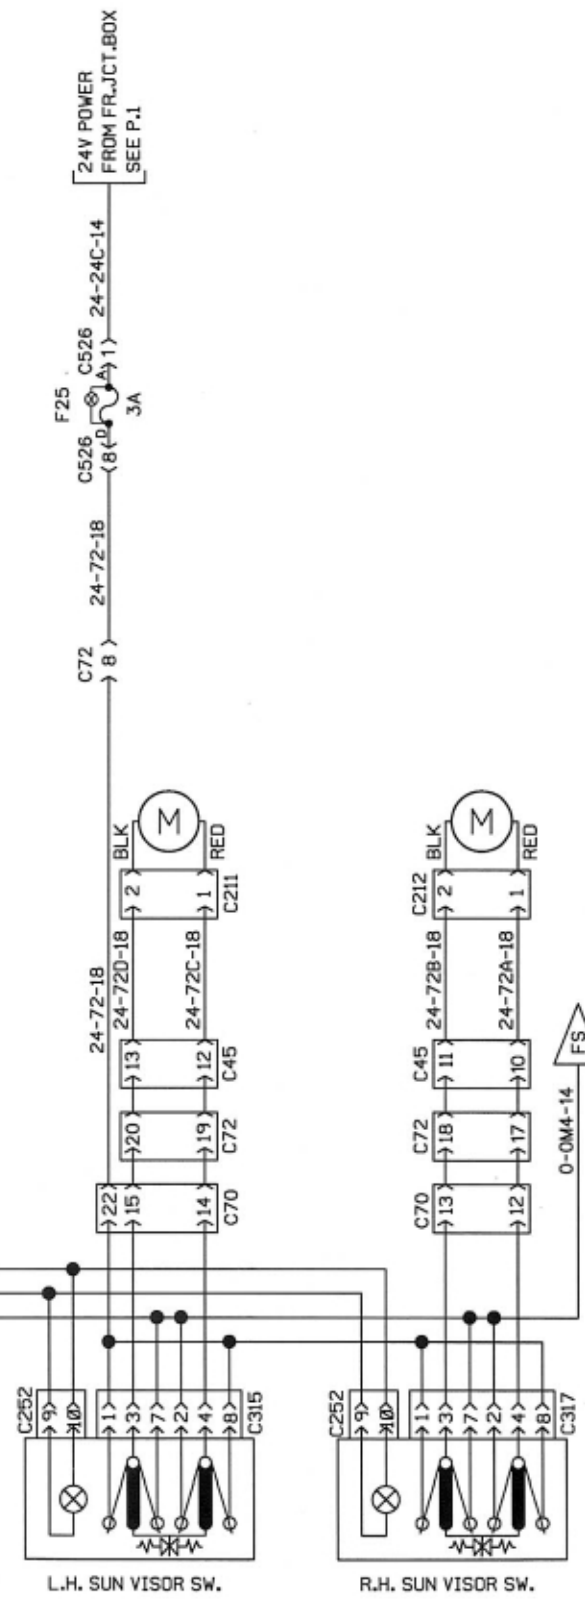 24V POWER
FROM FR.JCT.BOX
SEE P.1
24-24C-14
C526
1
A
F25
3A
D
C526
8
24-72-18
C72
8
24-72-18
M
BLK
RED
2
1
C211
24-72D-18
24-72C-18
13
12
C45
20
19
C72
22
15
14
C70
M
BLK
RED
C212
2
1
24-72B-18
24-72A-18
C45
11
10
C72
18
17
C70
13
12
FS
0-0M4-14
C252
9
10
1
3
7
2
4
8
C315
L.H. SUN VISOR SW.
C252
9
10
1
3
7
2
4
8
C317
R.H. SUN VISOR SW.